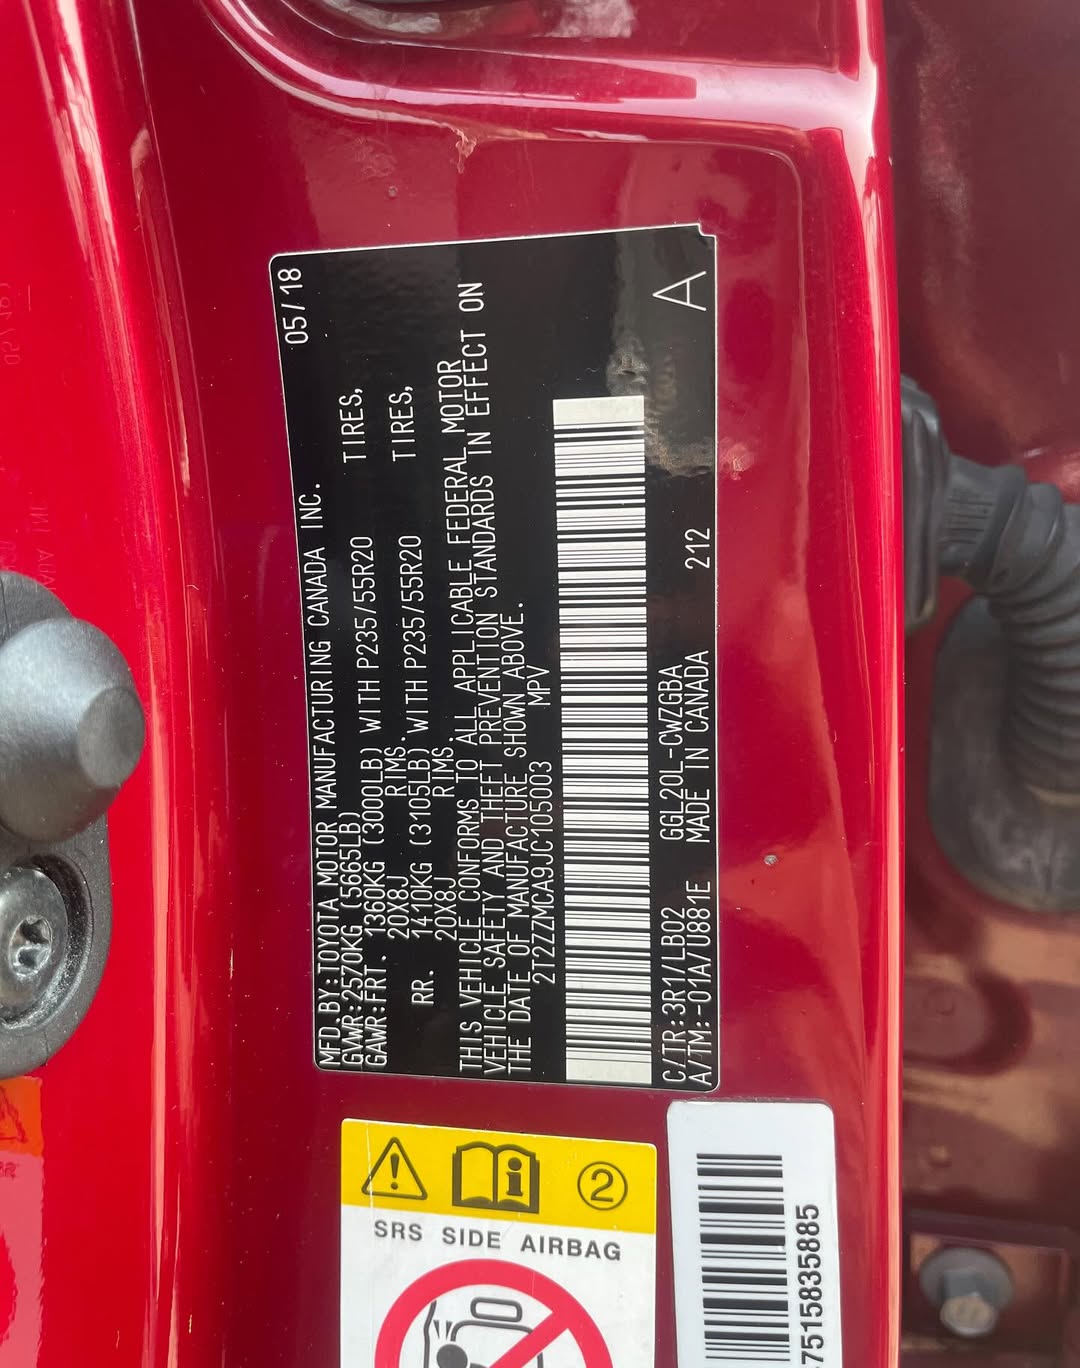 MFD.BY:TOYOTA MOTOR MANUFACTURING CANADA INC. 05/18
GVWR:2570KG (5665LB)
GAWR:FRT. 1360KG (3000LB) WITH P235/55R20 TIRES,
20X8J RIMS.
RR. 1410KG (3105LB) WITH P235/55R20 TIRES,
20X8J RIMS.
THIS VEHICLE CONFORMS TO ALL APPLICABLE FEDERAL MOTOR
VEHICLE SAFETY AND THEFT PREVENTION STANDARDS IN EFFECT ON
THE DATE OF MANUFACTURE SHOWN ABOVE.
2T2ZZMCA9JC105003 MPV
C/TR:3R1/LB02 GGL20L-CWZGBA A
A/TM:-01A/U881E MADE IN CANADA 212
2
SRS SIDE AIRBAG
7515835885